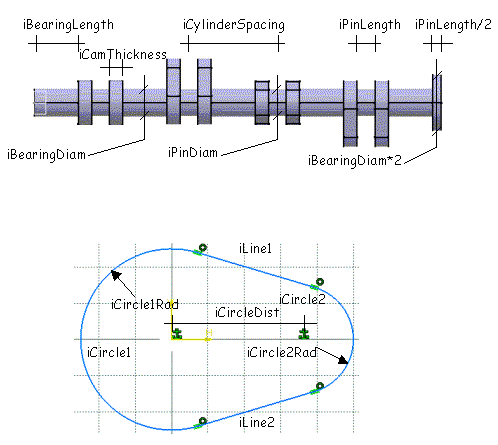 iBearingLength
iCylinderSpacing
iPinLength
iPinLength/2
iCamThickness
iBearingDiam
iPinDiam
iBearingDiam*2
iLine1
iCircle1Rad
iCircle2
iCircleDist
iCircle1
iCircle2Rad
iLine2